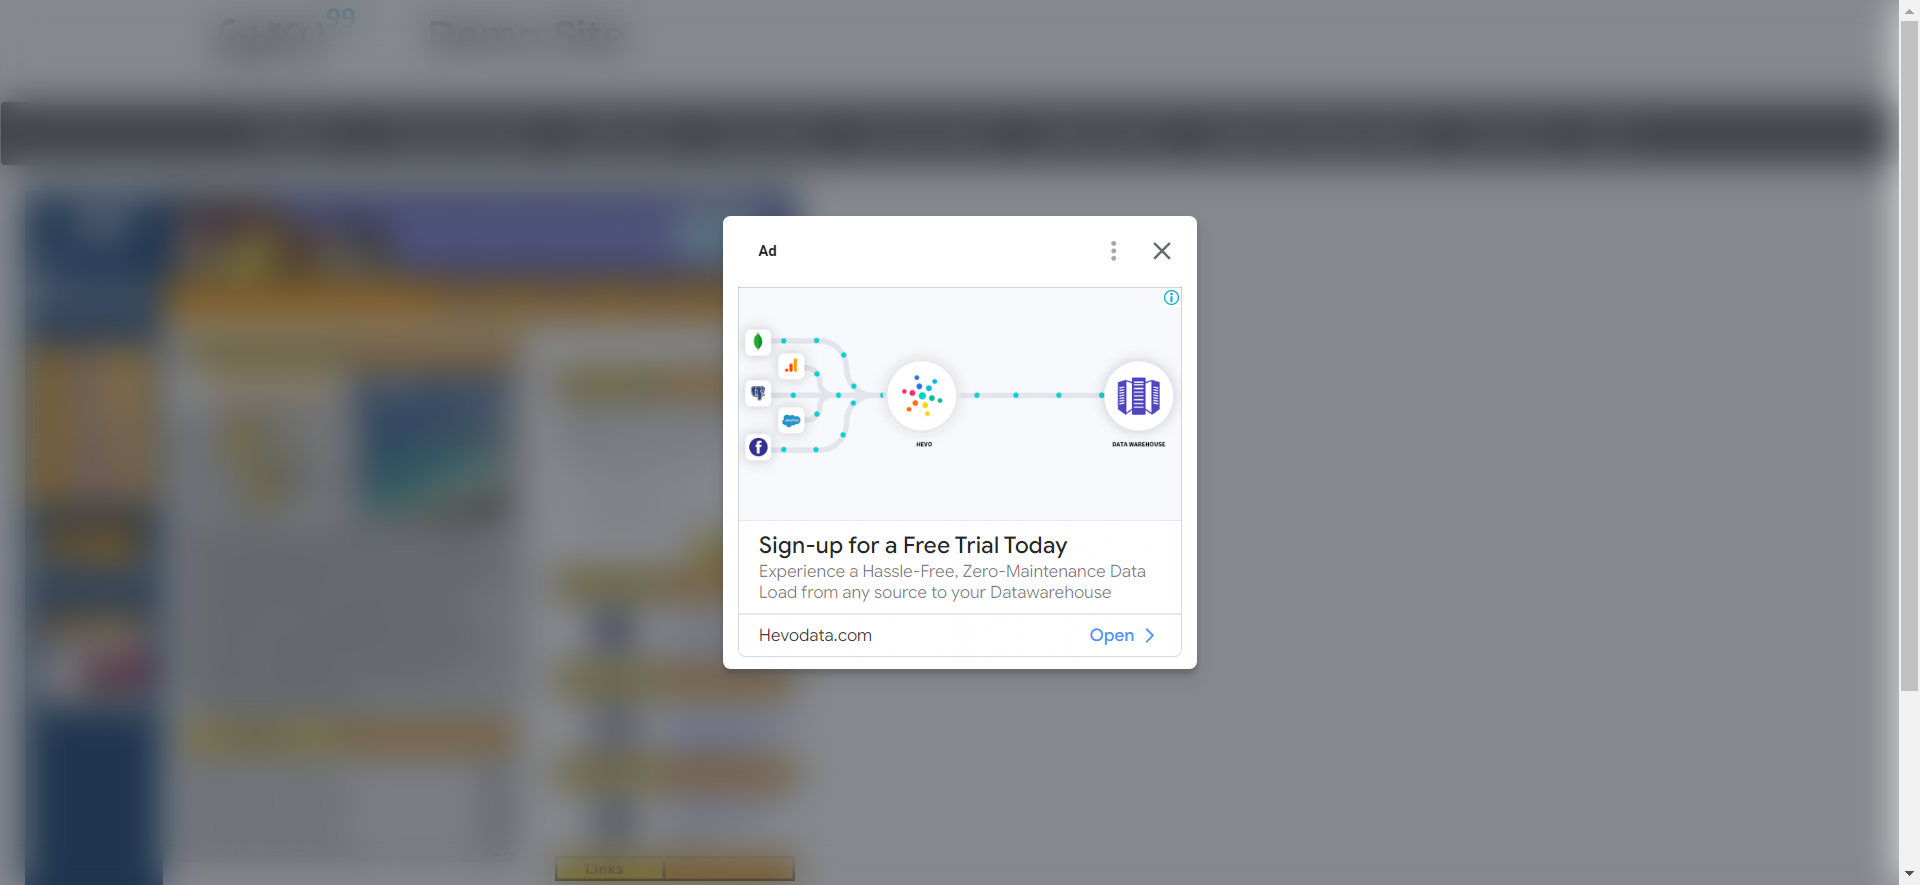 99
Demo Site
Ad
HEVO
DATA WAREHOUSE
Sign-up for a Free Trial Today
Experience a Hassle-Free, Zero-Maintenance Data
Load from any source to your Datawarehouse
Hevodata.com
Open
Links